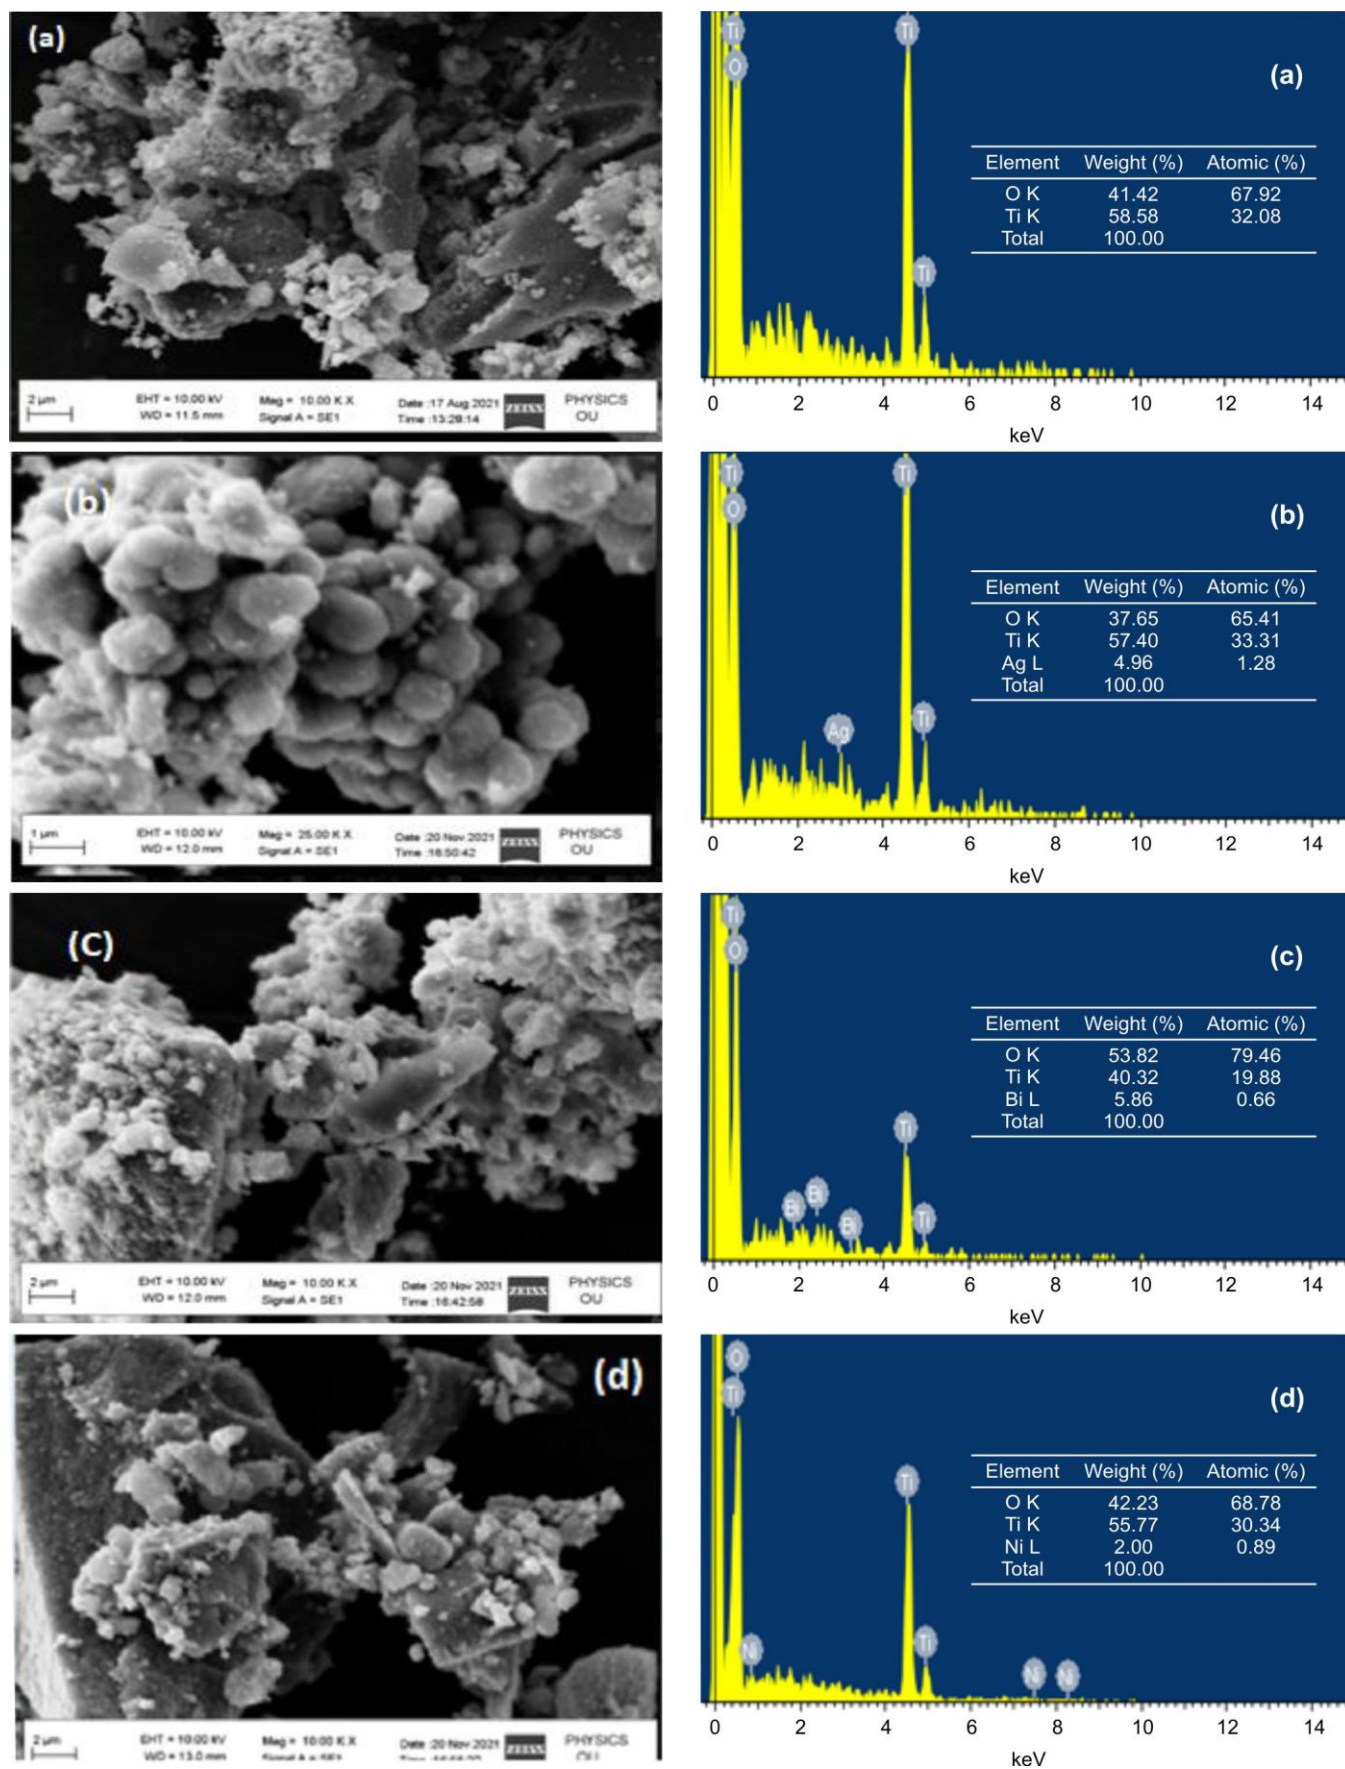 (a)
2 µm
EHT = 10.00 kV
WD = 11.5 mm
Mag = 10.00 K X
Signal A = SE1
Date :17 Aug 2021
Time :13:29:14
ZEISS
PHYSICS
OU
Ti
O
Ti
Ti
(a)
Element Weight (%) Atomic (%)
O K 41.42 67.92
Ti K 58.58 32.08
Total 100.00
0 2 4 6 8 10 12 14
keV
(b)
1 µm
EHT = 10.00 kV
WD = 12.0 mm
Mag = 25.00 K X
Signal A = SE1
Date :20 Nov 2021
Time :16:50:42
ZEISS
PHYSICS
OU
Ti
O
Ti
Ag
Ti
(b)
Element Weight (%) Atomic (%)
O K 37.65 65.41
Ti K 57.40 33.31
Ag L 4.96 1.28
Total 100.00
0 2 4 6 8 10 12 14
keV
(C)
2 µm
EHT = 10.00 kV
WD = 12.0 mm
Mag = 10.00 K X
Signal A = SE1
Date :20 Nov 2021
Time :16:42:58
ZEISS
PHYSICS
OU
Ti
O
Bi
Bi
Bi
Ti
Ti
(c)
Element Weight (%) Atomic (%)
O K 53.82 79.46
Ti K 40.32 19.88
Bi L 5.86 0.66
Total 100.00
0 2 4 6 8 10 12 14
keV
(d)
2 µm
EHT = 10.00 kV
WD = 13.0 mm
Mag = 10.00 K X
Signal A = SE1
Date :20 Nov 2021
ZEISS
PHYSICS
OU
O
Ti
Ni
Ti
Ti
Ni
Ni
(d)
Element Weight (%) Atomic (%)
O K 42.23 68.78
Ti K 55.77 30.34
Ni L 2.00 0.89
Total 100.00
0 2 4 6 8 10 12 14
keV